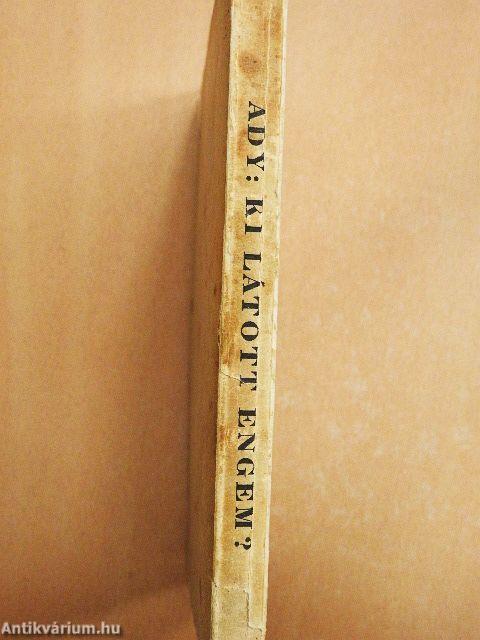 ADY: KI LÁTOTT ENGEM?
Antikvárium.hu